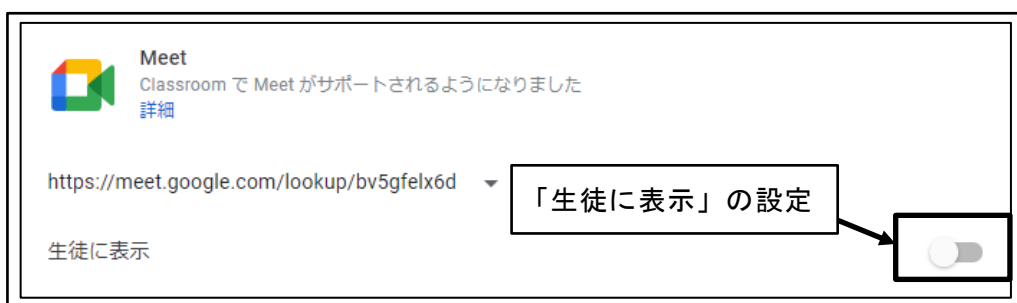 Meet
Classroom で Meet がサポートされるようになりました
詳細
https://meet.google.com/lookup/bv5gfelx6d
「生徒に表示」の設定
生徒に表示